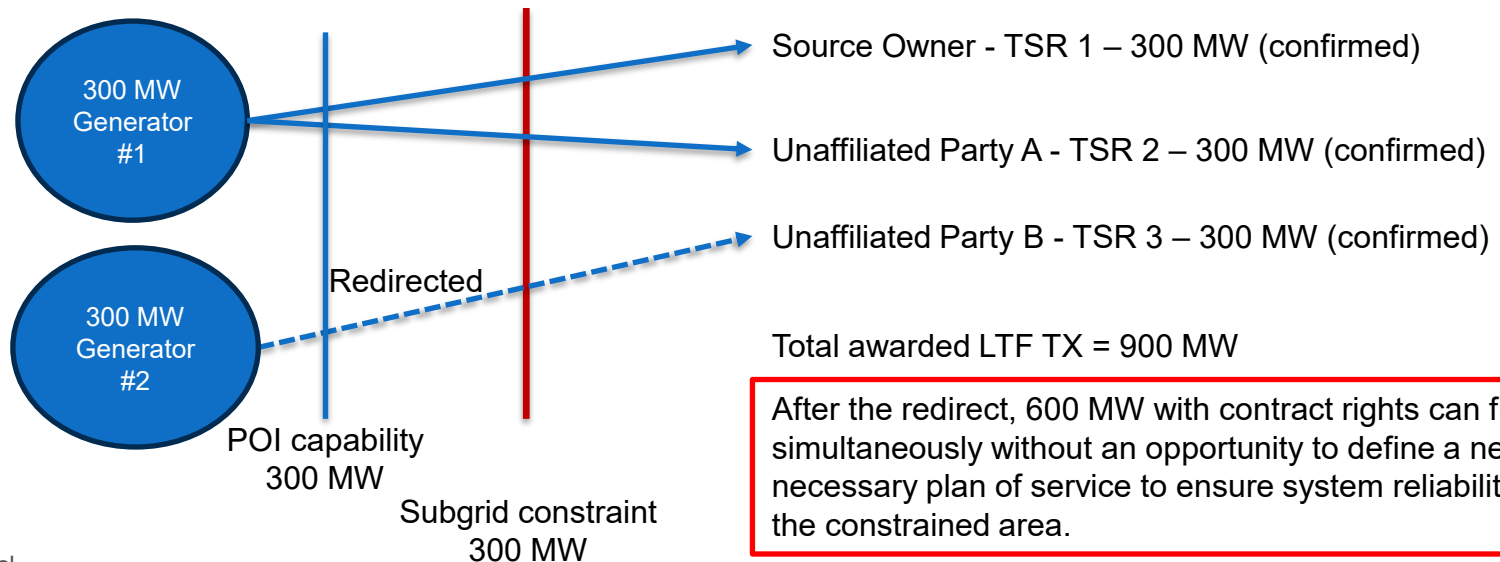 300 MW
Generator
#1
Source Owner - TSR 1 – 300 MW (confirmed)
Unaffiliated Party A - TSR 2 – 300 MW (confirmed)
Unaffiliated Party B - TSR 3 – 300 MW (confirmed)
Redirected
300 MW
Generator
#2
Total awarded LTF TX = 900 MW
After the redirect, 600 MW with contract rights can
simultaneously without an opportunity to define a
necessary plan of service to ensure system
the constrained area.
POI capability
300 MW
Subgrid constraint
300 MW